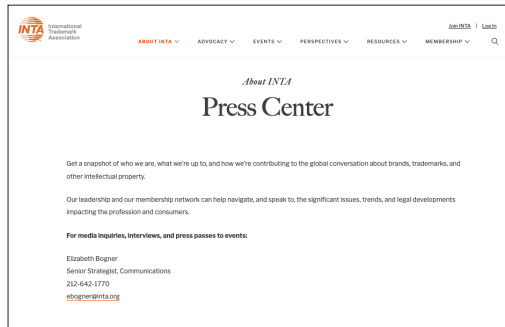 INTA
International
Trademark
Association
Join INTA | Log In
ABOUT INTA ADVOCACY EVENTS PERSPECTIVES RESOURCES MEMBERSHIP
About INTA
Press Center
Get a snapshot of who we are, what we're up to, and how we're contributing to the global conversation about brands, trademarks, and
other intellectual property.
Our leadership and our membership network can help navigate, and speak to, the significant issues, trends, and legal developments
impacting the profession and consumers.
For media inquiries, interviews, and press passes to events:
Elizabeth Bogner
Senior Strategist, Communications
212-642-1770
ebogner@inta.org